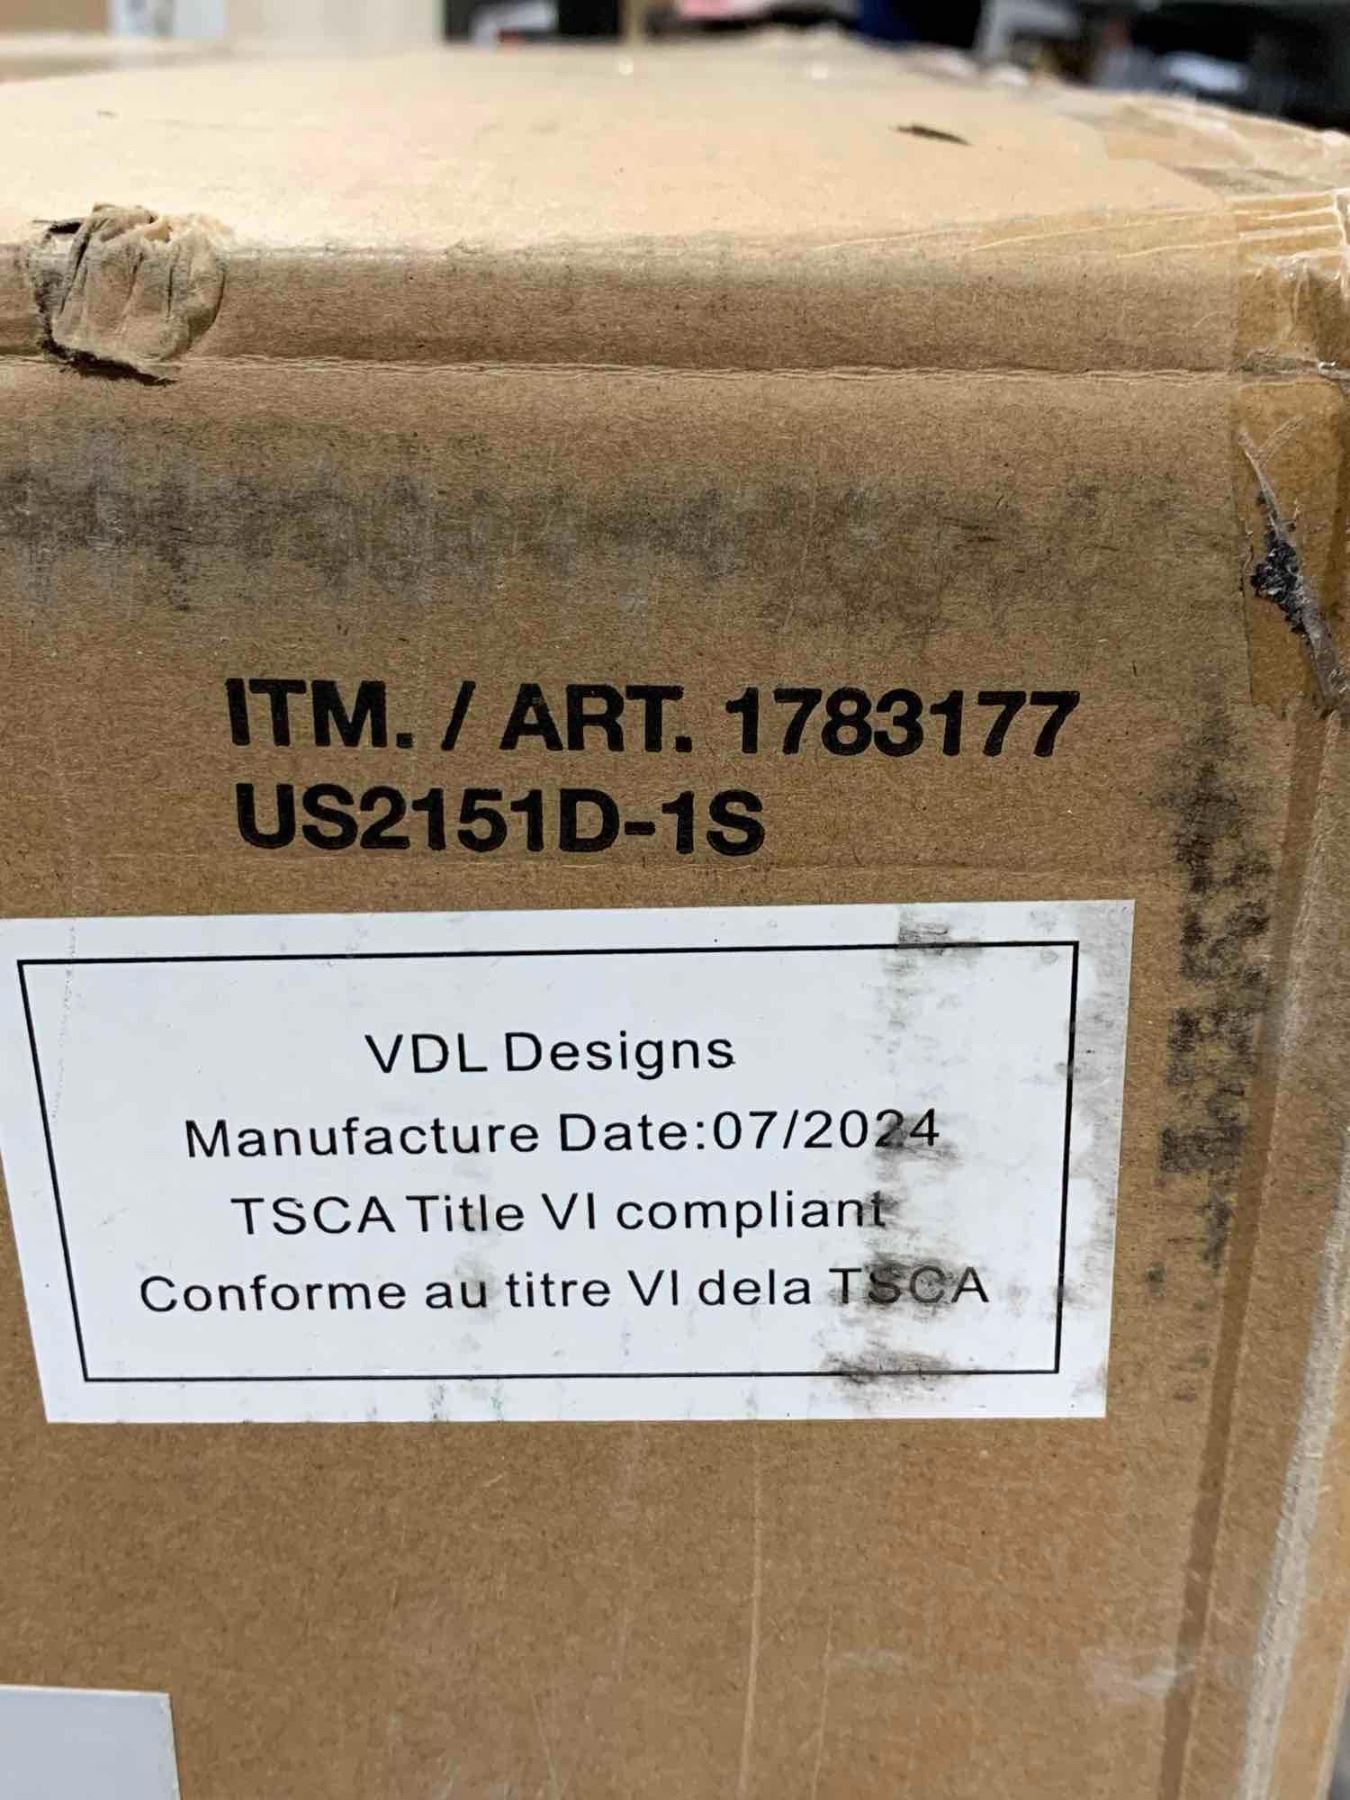 ITM. / ART. 1783177
US2151D-1S
VDL Designs
Manufacture Date:07/2024
TSCA Title VI compliant
Conforme au titre VI dela TSCA